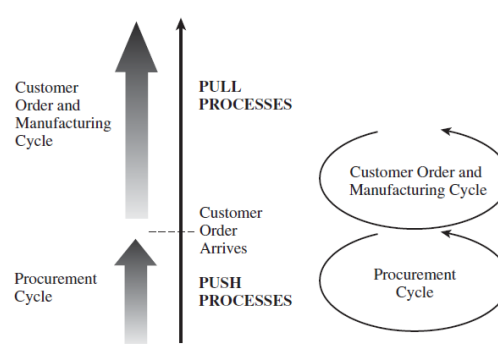 Customer
Order and
Manufacturing
Cycle
PULL
PROCESSES
Customer
Order
Arrives
Procurement
Cycle
PUSH
PROCESSES
Customer Order and
Manufacturing Cycle
Procurement
Cycle